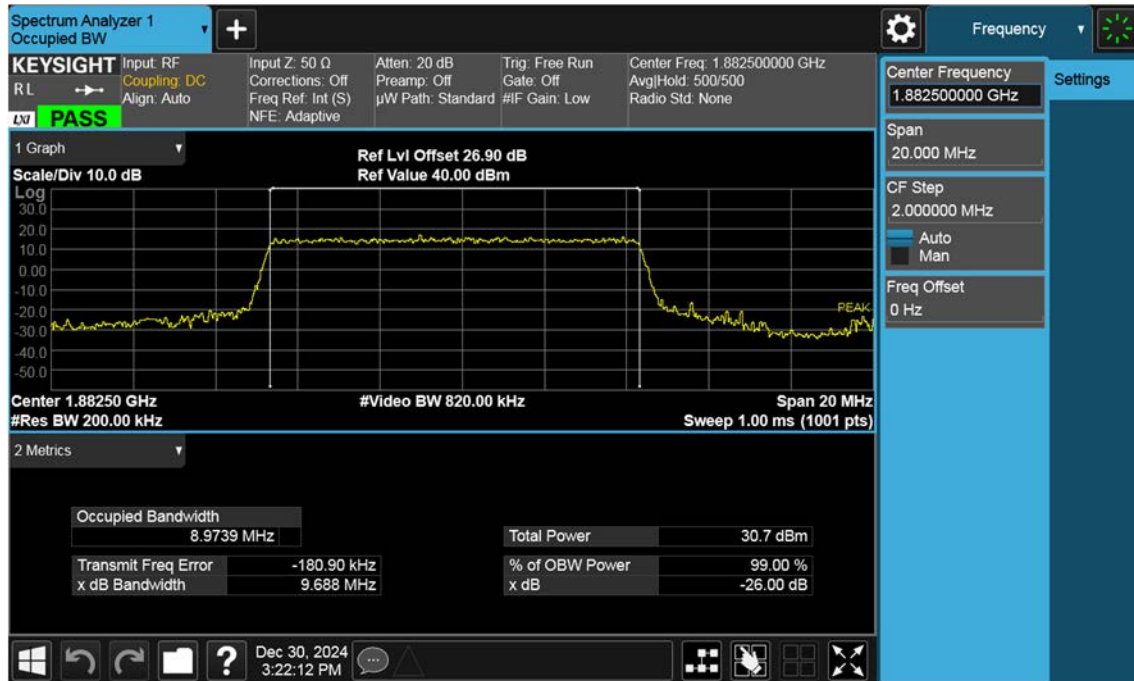 Spectrum Analyzer 1
Occupied BW
Frequency
KEYSIGHT
RL
LXI PASS
Input: RF
Coupling: DC
Align: Auto
Input Z: 50 Ω
Corrections: Off
Freq Ref: Int (S)
NFE: Adaptive
Atten: 20 dB
Preamp: Off
µW Path: Standard
Trig: Free Run
Gate: Off
#IF Gain: Low
Center Freq: 1.882500000 GHz
Avg|Hold: 500/500
Radio Std: None
Center Frequency
1.882500000 GHz
Settings
Span
20.000 MHz
CF Step
2.000000 MHz
Auto
Man
Freq Offset
0 Hz
1 Graph
Ref Lvl Offset 26.90 dB
Scale/Div 10.0 dB
Ref Value 40.00 dBm
Log
30.0
20.0
10.0
0.00
-10.0
-20.0
-30.0
-40.0
-50.0
PEAK
Center 1.88250 GHz
#Video BW 820.00 kHz
Span 20 MHz
#Res BW 200.00 kHz
Sweep 1.00 ms (1001 pts)
2 Metrics
Occupied Bandwidth
8.9739 MHz
Total Power 30.7 dBm
Transmit Freq Error -180.90 kHz
% of OBW Power 99.00 %
x dB Bandwidth 9.688 MHz
x dB -26.00 dB
?
Dec 30, 2024
3:22:12 PM